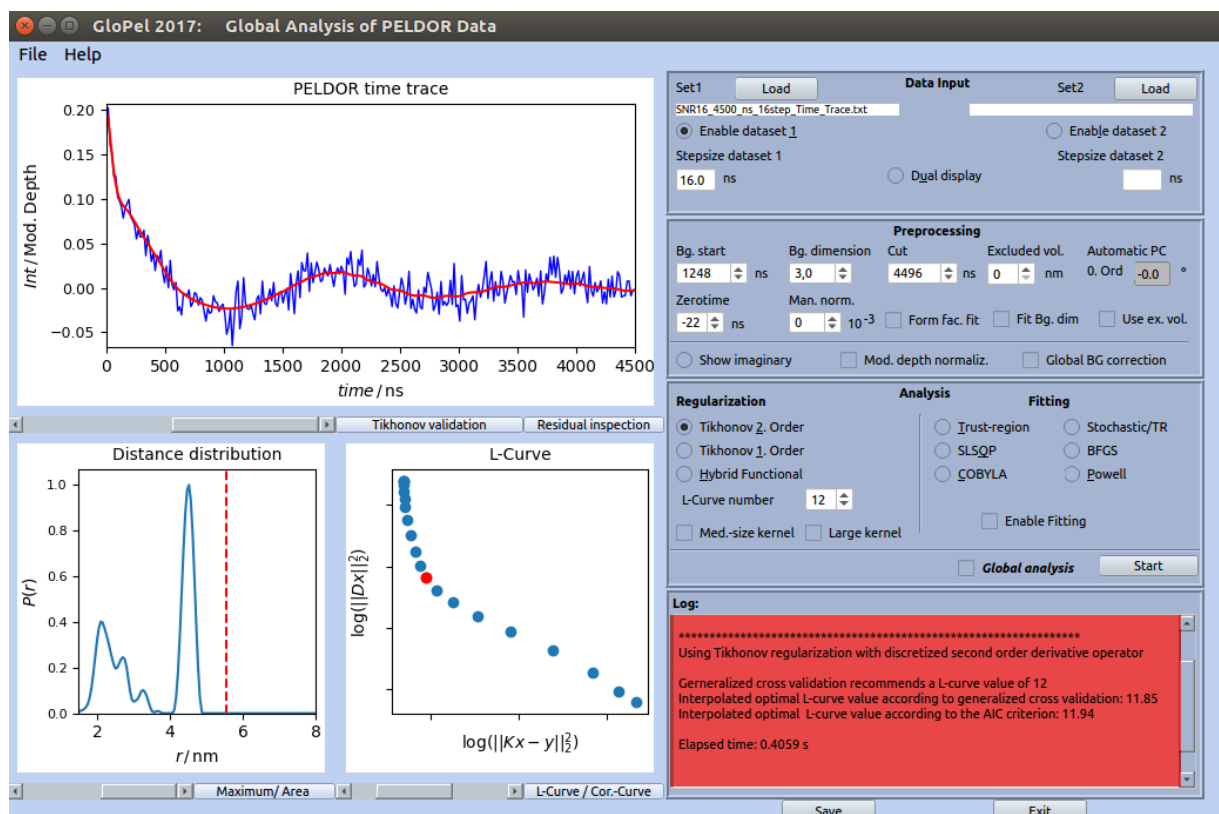 GloPel 2017: Global Analysis of PELDOR Data
File Help
PELDOR time trace
Int / Mod. Depth
0.20
0.15
0.10
0.05
0.00
−0.05
0 500 1000 1500 2000 2500 3000 3500 4000 4500
time / ns
Tikhonov validation Residual inspection
Distance distribution
P(r)
1.0
0.8
0.6
0.4
0.2
0.0
2 4 6 8
r / nm
Maximum/ Area
L-Curve
log(||Dx||²₂)
log(||Kx − y||²₂)
L-Curve / Cor.-Curve
Set1 Load Data Input Set2 Load
SNR16_4500_ns_16step_Time_Trace.txt
Enable dataset 1 Enable dataset 2
Stepsize dataset 1 Stepsize dataset 2
16.0 ns Dual display ns
Preprocessing
Bg. start Bg. dimension Cut Excluded vol. Automatic PC
1248 ns 3,0 4496 ns 0 nm 0. Ord -0.0 °
Zerotime Man. norm.
-22 ns 0 10⁻³ Form fac. fit Fit Bg. dim Use ex. vol.
Show imaginary Mod. depth normaliz. Global BG correction
Analysis
Regularization Fitting
Tikhonov 2. Order Trust-region Stochastic/TR
Tikhonov 1. Order SLSQP BFGS
Hybrid Functional COBYLA Powell
L-Curve number 12
Enable Fitting
Med.-size kernel Large kernel
Global analysis Start
Log:
*****************************************************************
Using Tikhonov regularization with discretized second order derivative operator
Gerneralized cross validation recommends a L-curve value of 12
Interpolated optimal L-curve value according to generalized cross validation: 11.85
Interpolated optimal L-curve value according to the AIC criterion: 11.94
Elapsed time: 0.4059 s
Save Exit